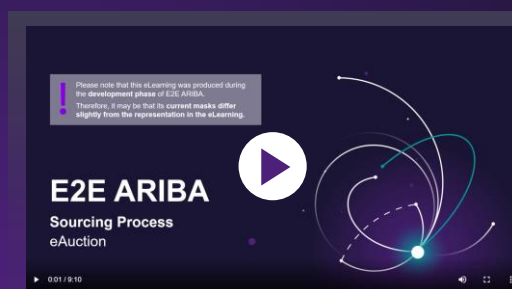 Please note that this eLearning was produced during
the development phase of E2E ARIBA.
Therefore, it may be that its current masks differ
slightly from the representation in the eLearning.
E2E ARIBA
Sourcing Process
eAuction
0:01 / 9:10